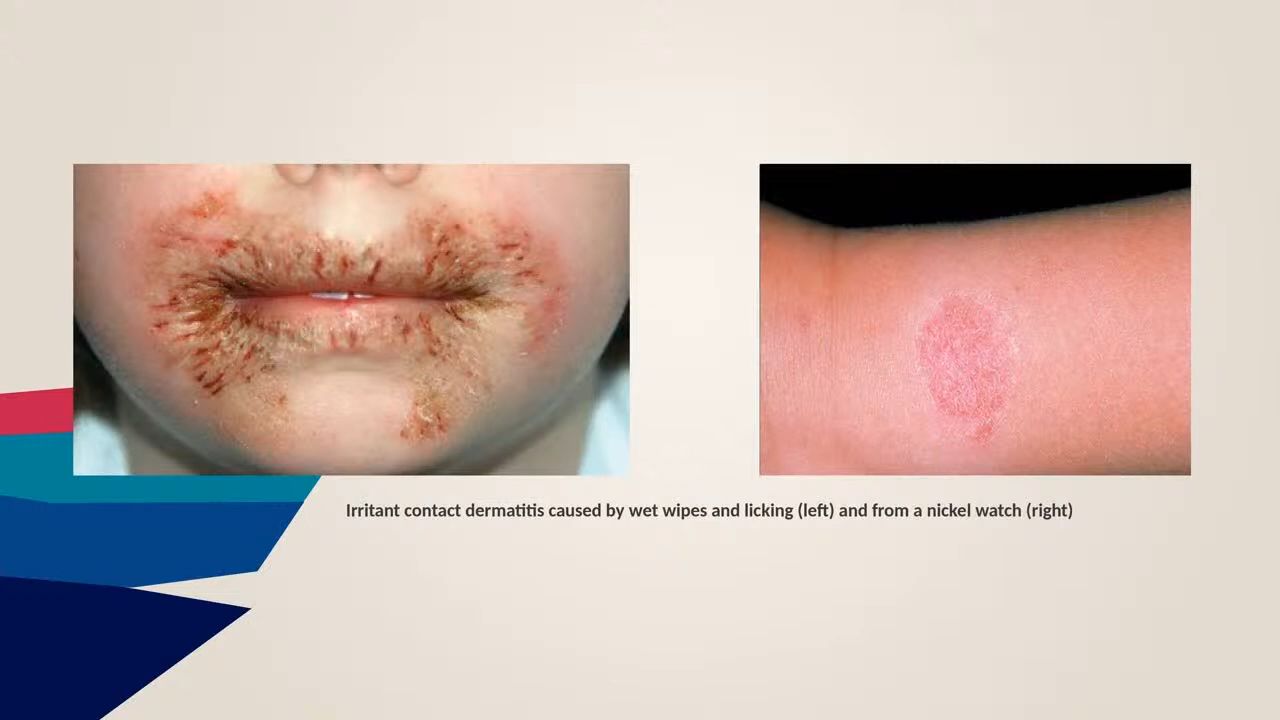 Irritant contact dermatitis caused by wet wipes and licking (left) and from a nickel watch (right)